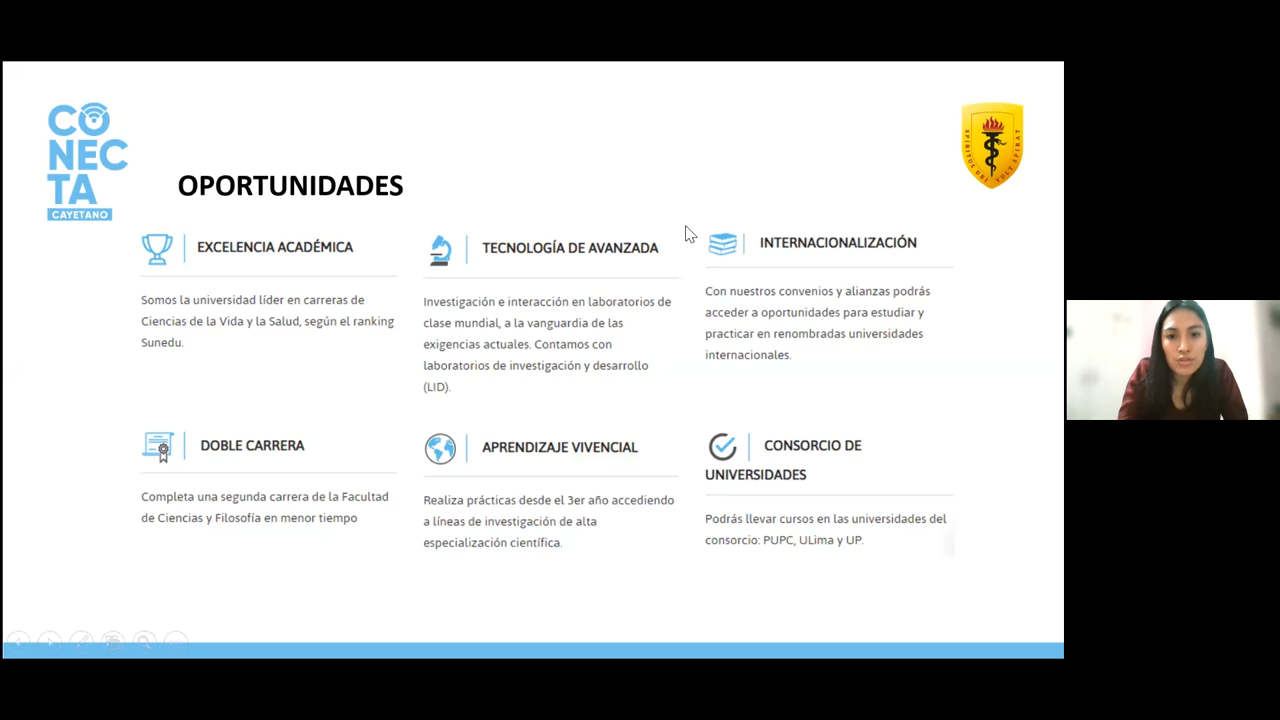 CO
NEC
TA
CAYETANO
SPIRITUS UBI VULT SPIRAT
OPORTUNIDADES
EXCELENCIA ACADÉMICA
Somos la universidad líder en carreras de
Ciencias de la Vida y la Salud, según el ranking
Sunedu.
TECNOLOGÍA DE AVANZADA
Investigación e interacción en laboratorios de
clase mundial, a la vanguardia de las
exigencias actuales. Contamos con
laboratorios de investigación y desarrollo
(LID).
INTERNACIONALIZACIÓN
Con nuestros convenios y alianzas podrás
acceder a oportunidades para estudiar y
practicar en renombradas universidades
internacionales.
DOBLE CARRERA
Completa una segunda carrera de la Facultad
de Ciencias y Filosofía en menor tiempo
APRENDIZAJE VIVENCIAL
Realiza prácticas desde el 3er año accediendo
a líneas de investigación de alta
especialización científica.
CONSORCIO DE
UNIVERSIDADES
Podrás llevar cursos en las universidades del
consorcio: PUPC, ULima y UP.